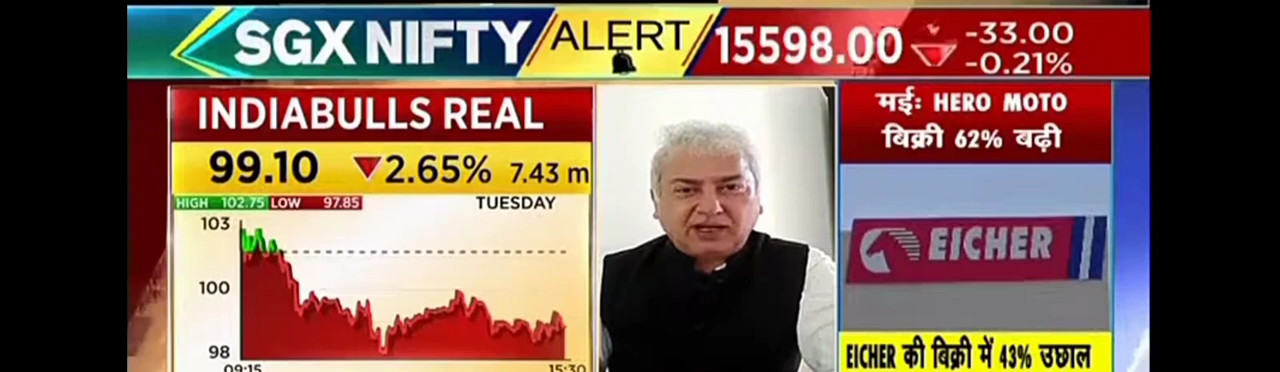 SGX NIFTY ALERT 15598.00 -33.00
-0.21%
INDIABULLS REAL
99.10 ▼2.65% 7.43 m
HIGH 102.75 LOW 97.85 TUESDAY
103
100
98
09:15 15:30
मई: HERO MOTO
बिक्री 62% बढ़ी
EICHER
EICHER की बिक्री में 43% उछाल